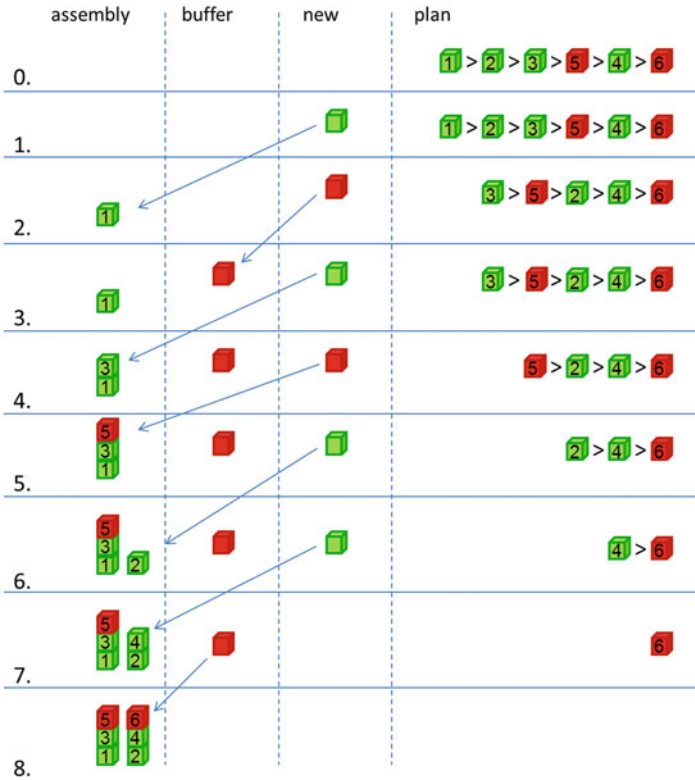 assembly buffer new plan
0. 1 > 2 > 3 > 5 > 4 > 6
1. 1 > 2 > 3 > 5 > 4 > 6
2. 1 3 > 5 > 2 > 4 > 6
3. 1 3 > 5 > 2 > 4 > 6
3
4. 1 5 > 2 > 4 > 6
5
3
5. 1 2 > 4 > 6
5
3
6. 1 2 4 > 6
5
3 4
7. 1 2 6
5 6
3 4
8. 1 2